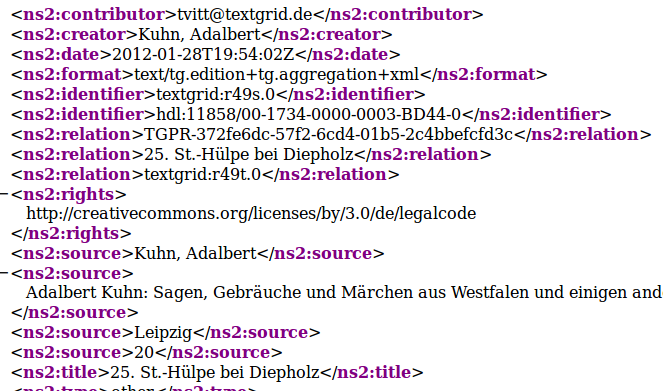 <ns2:contributor>tvitt@textgrid.de</ns2:contributor>
<ns2:creator>Kuhn, Adalbert</ns2:creator>
<ns2:date>2012-01-28T19:54:02Z</ns2:date>
<ns2:format>text/tg.edition+tg.aggregation+xml</ns2:format>
<ns2:identifier>textgrid:r49s.0</ns2:identifier>
<ns2:identifier>hdl:11858/00-1734-0000-0003-BD44-0</ns2:identifier>
<ns2:relation>TGPR-372fe6dc-57f2-6cd4-01b5-2c4bbefcfd3c</ns2:relation>
<ns2:relation>25. St.-Hülpe bei Diepholz</ns2:relation>
<ns2:relation>textgrid:r49t.0</ns2:relation>
−<ns2:rights>
http://creativecommons.org/licenses/by/3.0/de/legalcode
</ns2:rights>
<ns2:source>Kuhn, Adalbert</ns2:source>
−<ns2:source>
Adalbert Kuhn: Sagen, Gebräuche und Märchen aus Westfalen und einigen and
</ns2:source>
<ns2:source>Leipzig</ns2:source>
<ns2:source>20</ns2:source>
<ns2:title>25. St.-Hülpe bei Diepholz</ns2:title>
<ns2:type>other</ns2:type>